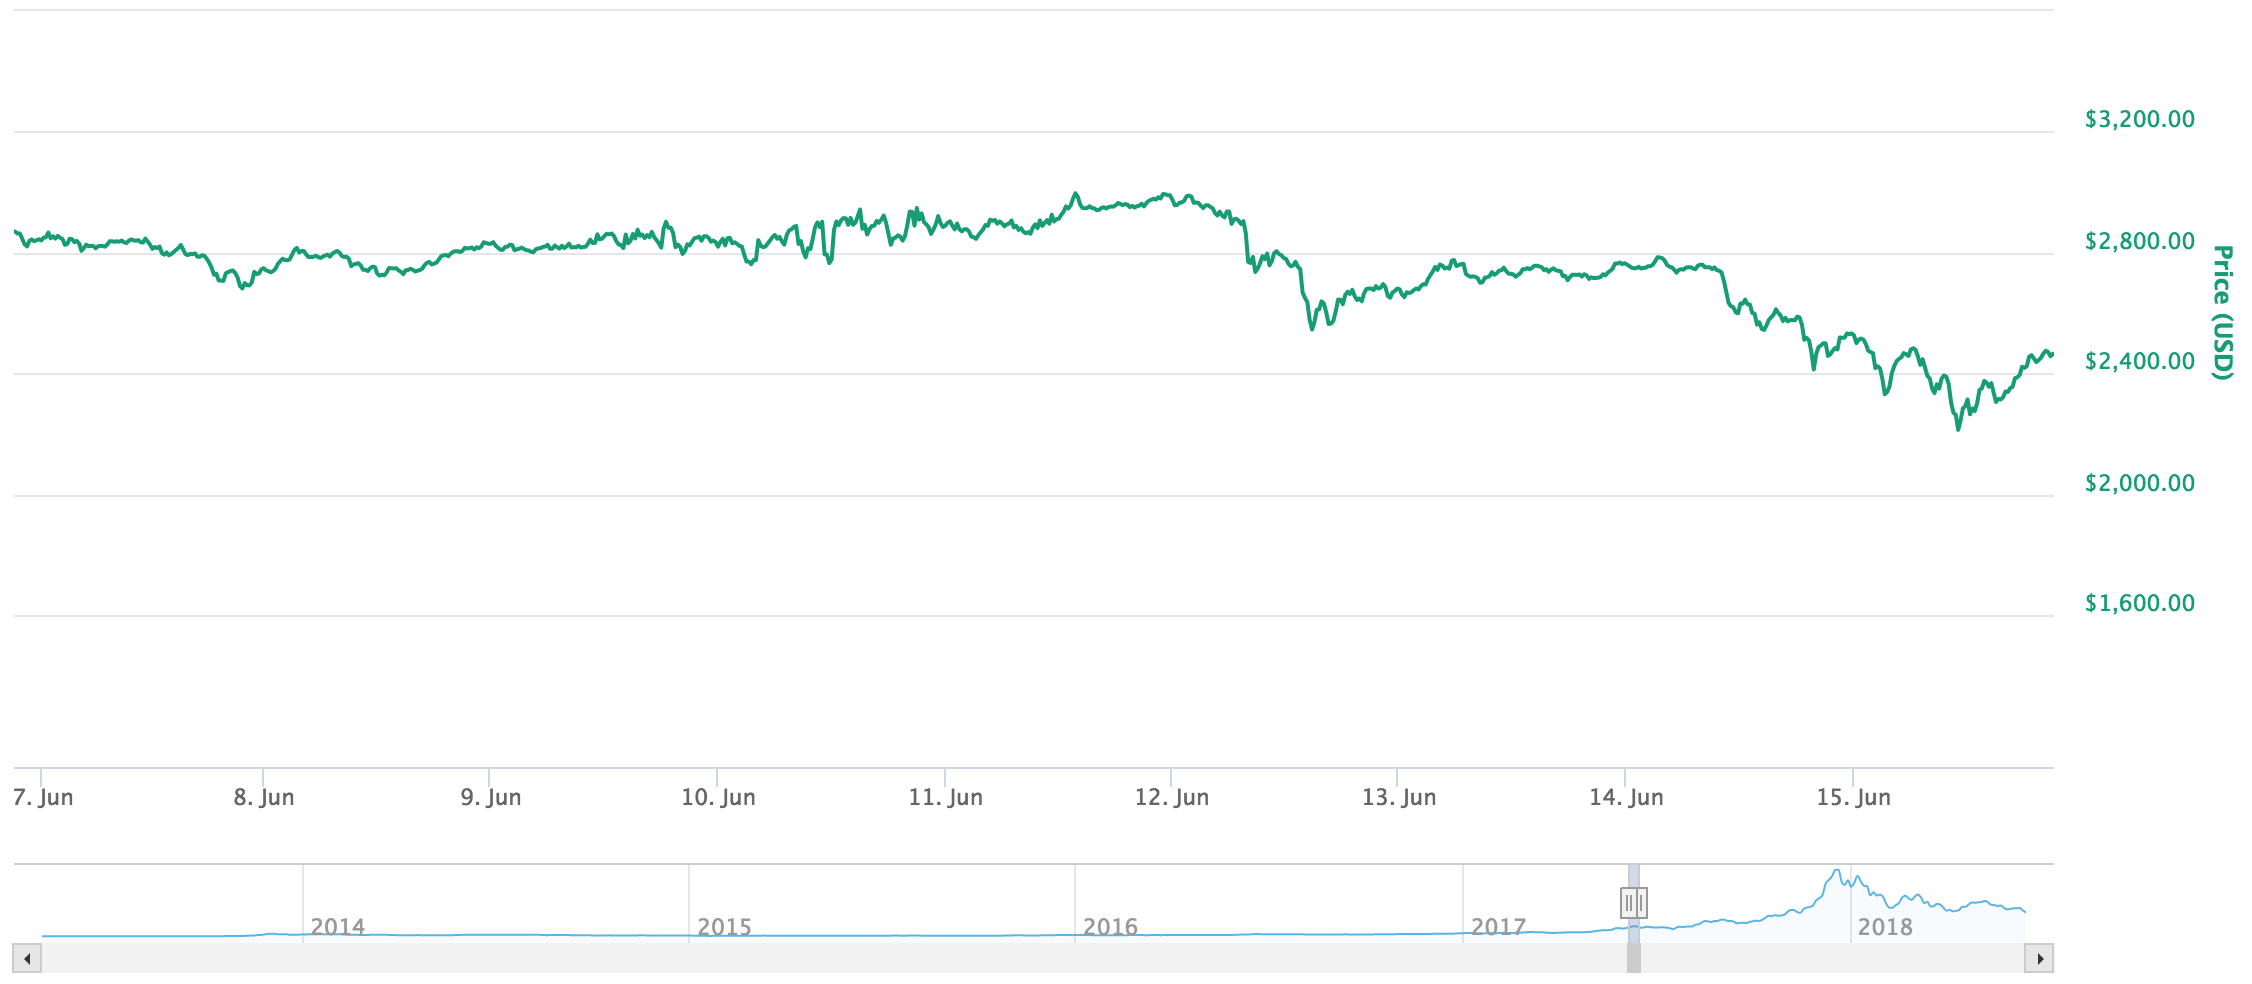 $3,200.00
$2,800.00
$2,400.00
$2,000.00
$1,600.00
Price (USD)
7. Jun
8. Jun
9. Jun
10. Jun
11. Jun
12. Jun
13. Jun
14. Jun
15. Jun
2014
2015
2016
2017
2018